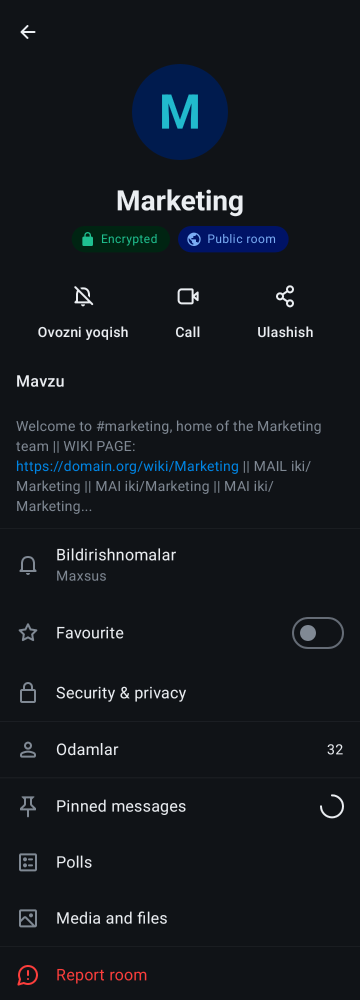 M
Marketing
Encrypted
Public room
Ovozni yoqish
Call
Ulashish
Mavzu
Welcome to #marketing, home of the Marketing
team || WIKI PAGE:
https://domain.org/wiki/Marketing || MAIL iki/
Marketing || MAI iki/Marketing || MAI iki/
Marketing...
Bildirishnomalar
Maxsus
Favourite
Security & privacy
Odamlar
32
Pinned messages
Polls
Media and files
Report room